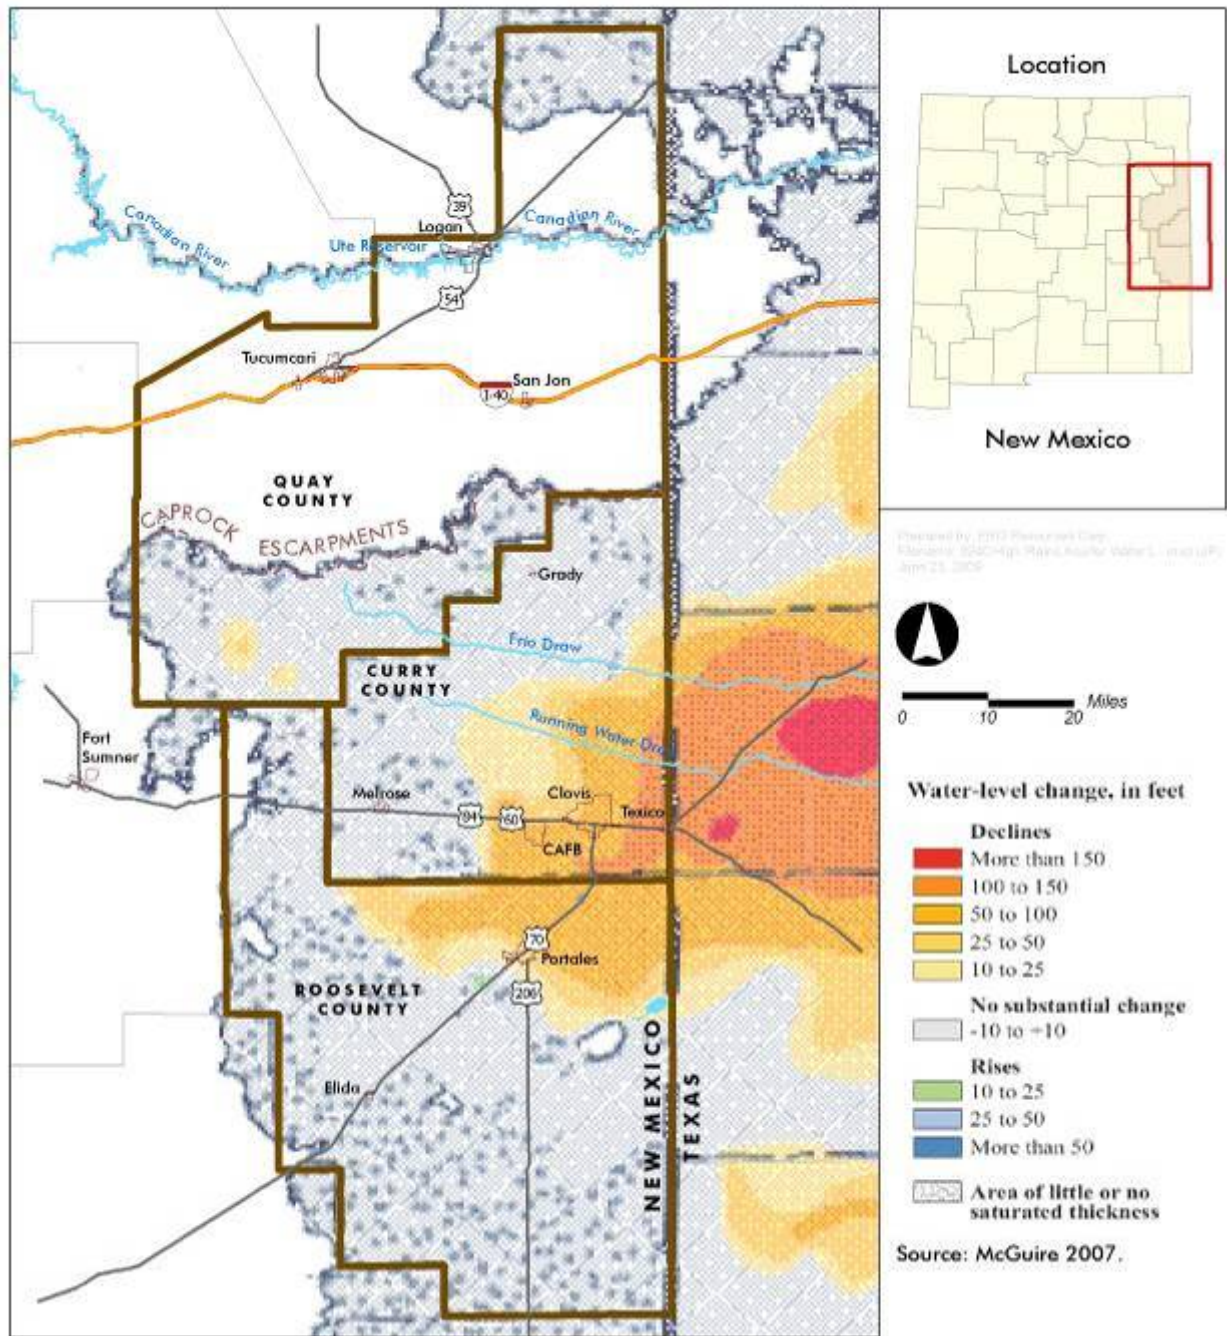 Location
New Mexico
39
Logan
Canadian River
Canadian River
Ute Reservoir
54
Tucumcari
San Jon
I-40
QUAY
COUNTY
CAPROCK
ESCARPMENTS
Grady
Frio Draw
CURRY
COUNTY
Running Water Draw
Fort
Sumner
Melrose
84
60
Clovis
Texico
CAFB
70
Portales
206
ROOSEVELT
COUNTY
Elida
NEW MEXICO
TEXAS
0 10 20 Miles
Water-level change, in feet
Declines
More than 150
100 to 150
50 to 100
25 to 50
10 to 25
No substantial change
-10 to +10
Rises
10 to 25
25 to 50
More than 50
Area of little or no
saturated thickness
Source: McGuire 2007.